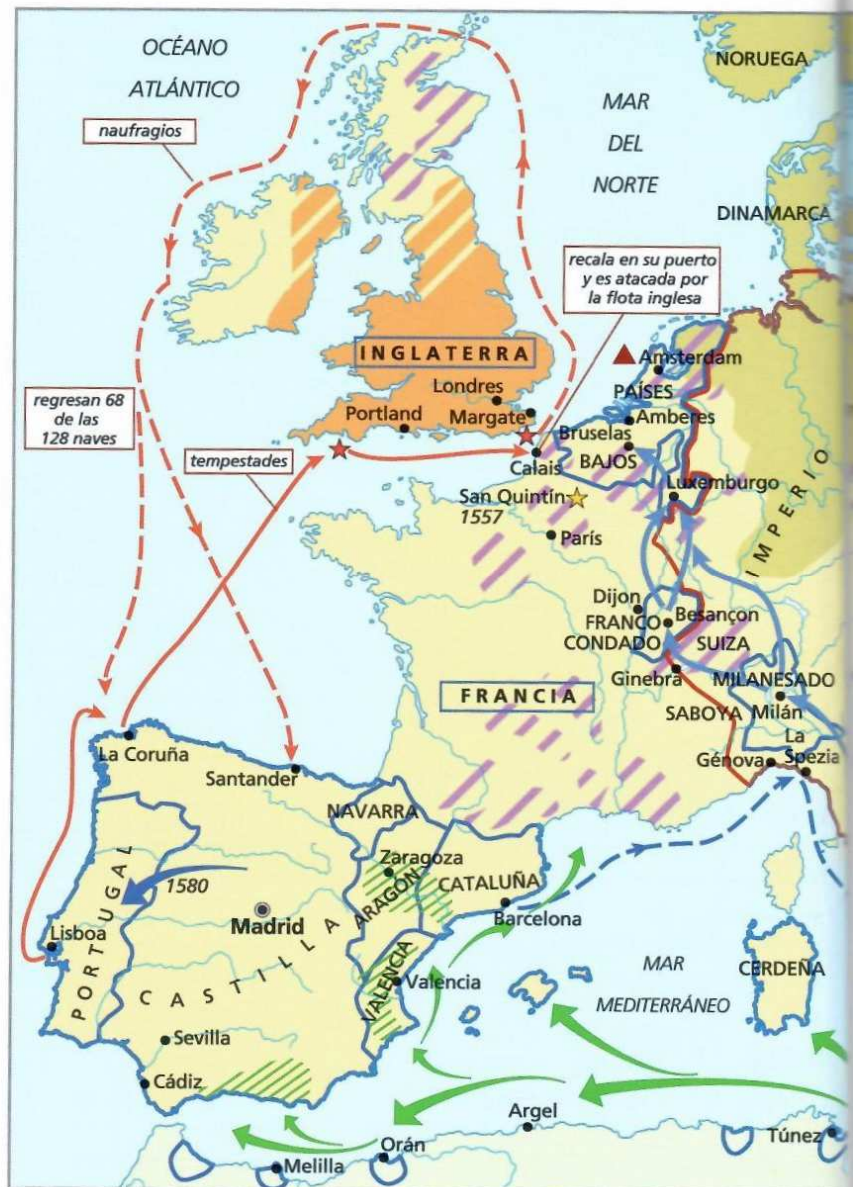 OCÉANO
ATLÁNTICO
NORUEGA
MAR
DEL
NORTE
naufragios
DINAMARCA
recala en su puerto
y es atacada por
la flota inglesa
INGLATERRA
Amsterdam
PAÍSES
regresan 68
de las
128 naves
Londres
Portland
Margate
Amberes
Bruselas
BAJOS
tempestades
Calais
Luxemburgo
IMPERIO
San Quintín
1557
París
Dijon
FRANCO
CONDADO
Besançon
SUIZA
Ginebra
MILANESADO
FRANCIA
SABOYA
Milán
La
Spezia
Génova
La Coruña
Santander
NAVARRA
Zaragoza
ARAGÓN
CATALUÑA
1580
Madrid
Barcelona
Lisboa
PORTUGAL
CASTILLA
VALENCIA
Valencia
MAR
MEDITERRÁNEO
CERDEÑA
Sevilla
Cádiz
Argel
Orán
Melilla
Túnez